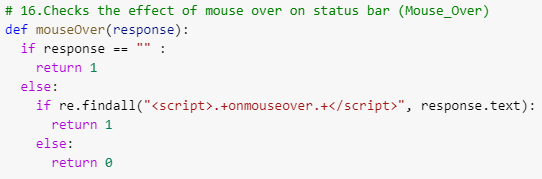 # 16.Checks the effect of mouse over on status bar (Mouse_Over)
def mouseOver(response):
  if response == "" :
    return 1
  else:
    if re.findall("<script>.+onmouseover.+</script>", response.text):
      return 1
    else:
      return 0